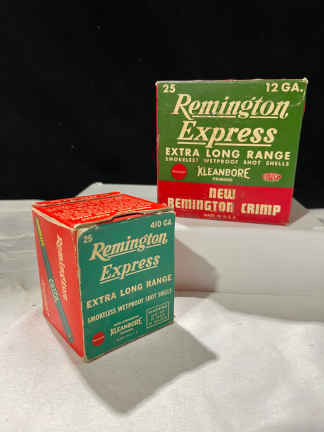 25 12 GA.
Remington
Express
EXTRA LONG RANGE
SMOKELESS WETPROOF SHOT SHELLS
KLEANBORE
PRIMING
NEW
REMINGTON CRIMP
MADE IN U.S.A.
25 410 GA.
Remington
Express
EXTRA LONG RANGE
SMOKELESS WETPROOF SHOT SHELLS
KLEANBORE
Remington